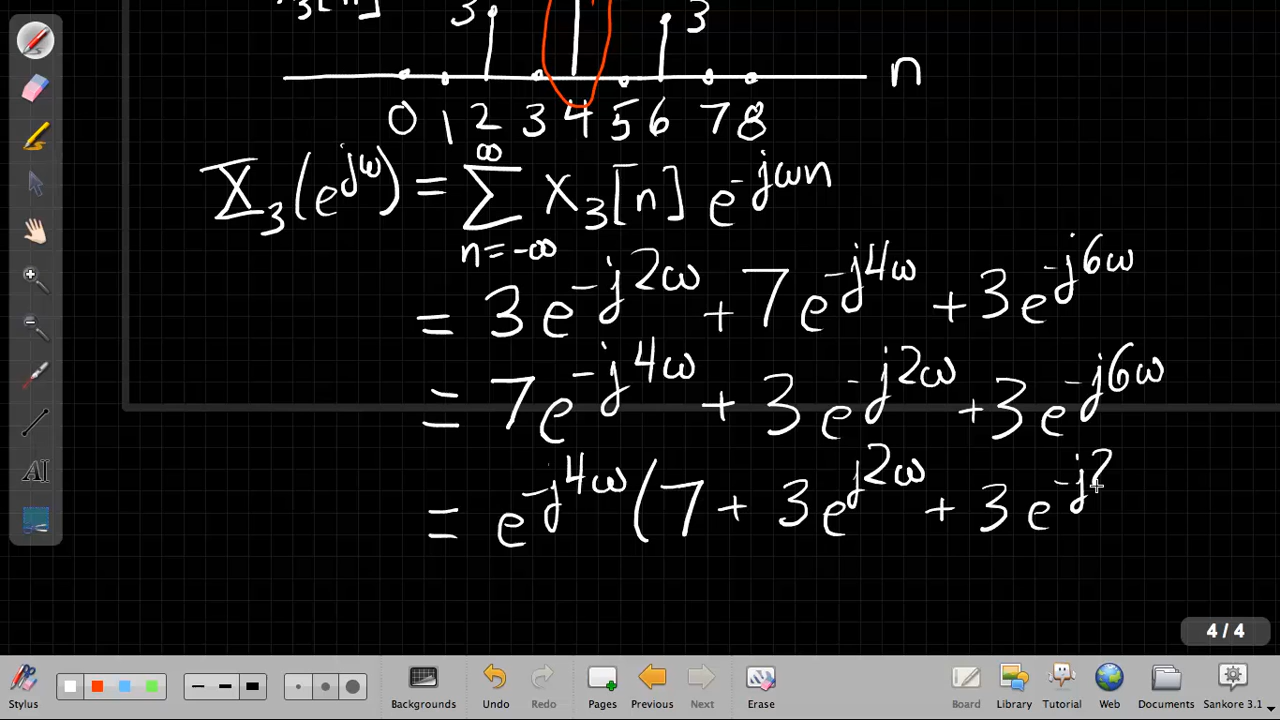 x₃[n] 3 3
n
0 1 2 3 4 5 6 7 8
X₃(e^{jω}) = ∑_{n=-∞}^{∞} x₃[n] e^{-jωn}
= 3e^{-j2ω} + 7e^{-j4ω} + 3e^{-j6ω}
= 7e^{-j4ω} + 3e^{-j2ω} + 3e^{-j6ω}
= e^{-j4ω}(7 + 3e^{j2ω} + 3e^{-j2
4 / 4
Stylus Backgrounds Undo Redo Pages Previous Next Erase Board Library Tutorial Web Documents Sankore 3.1